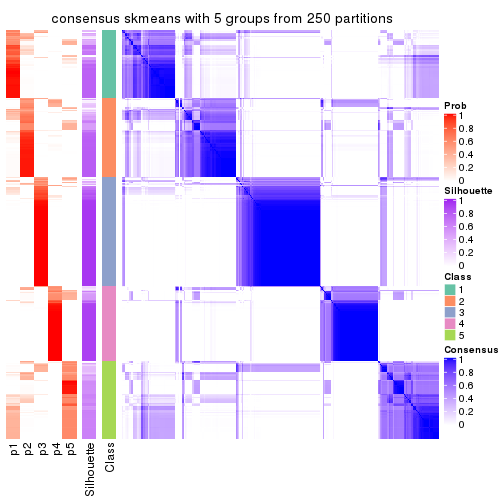 consensus skmeans with 5 groups from 250 partitions
Prob
1
0.8
0.6
0.4
0.2
0
Silhouette
1
0.8
0.6
0.4
0.2
0
Class
1
2
3
4
5
Consensus
1
0.8
0.6
0.4
0.2
0
p1
p2
p3
p4
p5
Silhouette
Class